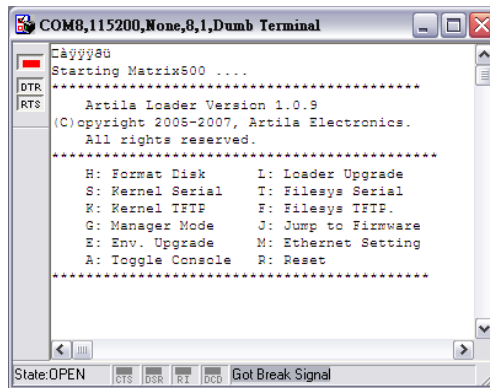 COM8,115200,None,8,1,Dumb Terminal
DTR
RTS
Èàÿÿÿðü
Starting Matrix500 ....
*******************************************
Artila Loader Version 1.0.9
(C)opyright 2005-2007, Artila Electronics.
All rights reserved.
*********************************************
H: Format Disk L: Loader Upgrade
S: Kernel Serial T: Filesys Serial
K: Kernel TFTP F: Filesys TFTP.
G: Manager Mode J: Jump to Firmware
E: Env. Upgrade M: Ethernet Setting
A: Toggle Console R: Reset
********************************************
State:OPEN CTS DSR RI DCD Got Break Signal